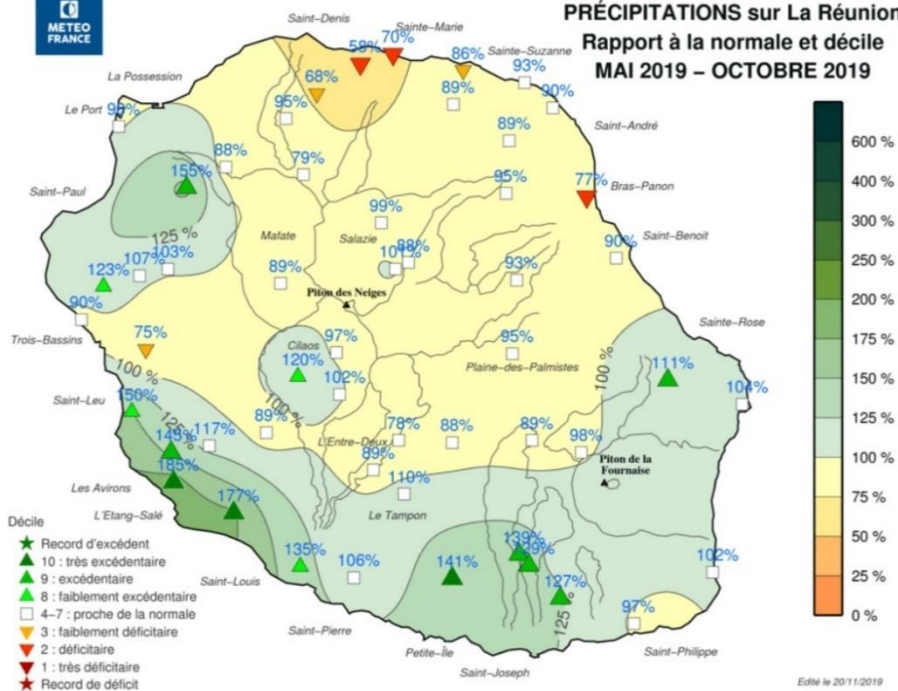 METEO
FRANCE
PRÉCIPITATIONS sur La Réunion
Rapport à la normale et décile
MAI 2019 – OCTOBRE 2019
Saint–Denis
Sainte–Marie
70%
58%
86%
Sainte–Suzanne
93%
La Possession
68%
89%
90%
Le Port
95%
Saint–André
89%
88%
79%
155%
95%
77%
Bras–Panon
Saint–Paul
99%
125 %
Mafate
Salazie
88%
90%
Saint–Benoit
107%
103%
123%
89%
93%
Piton des Neiges
90%
Sainte–Rose
Trois–Bassins
75%
97%
95%
Cilaos
120%
Plaine–des–Palmistes
100 %
111%
100 %
102%
104%
Saint–Leu
150%
100 %
125 %
117%
89%
78%
88%
89%
98%
145%
L'Entre–Deux
89%
Piton de la
Fournaise
185%
110%
Les Avirons
177%
Le Tampon
L'Etang–Salé
135%
106%
141%
139%
127%
102%
125 %
97%
Saint–Louis
Saint–Pierre
Petite–Île
Saint–Joseph
Saint–Philippe
600 %
400 %
300 %
200 %
175 %
150 %
125 %
100 %
75 %
50 %
25 %
0 %
Décile
Record d'excédent
10 : très excédentaire
9 : excédentaire
8 : faiblement excédentaire
4–7 : proche de la normale
3 : faiblement déficitaire
2 : déficitaire
1 : très déficitaire
Record de déficit
Edité le 20/11/2019